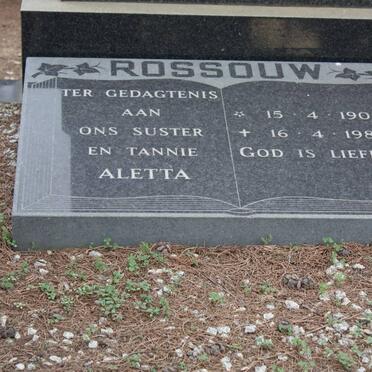 ROSSOUW
TER GEDAGTENIS
AAN
ONS SUSTER
EN TANNIE
ALETTA
* 15 · 4 · 190
+ 16 · 4 · 198
GOD IS LIEF